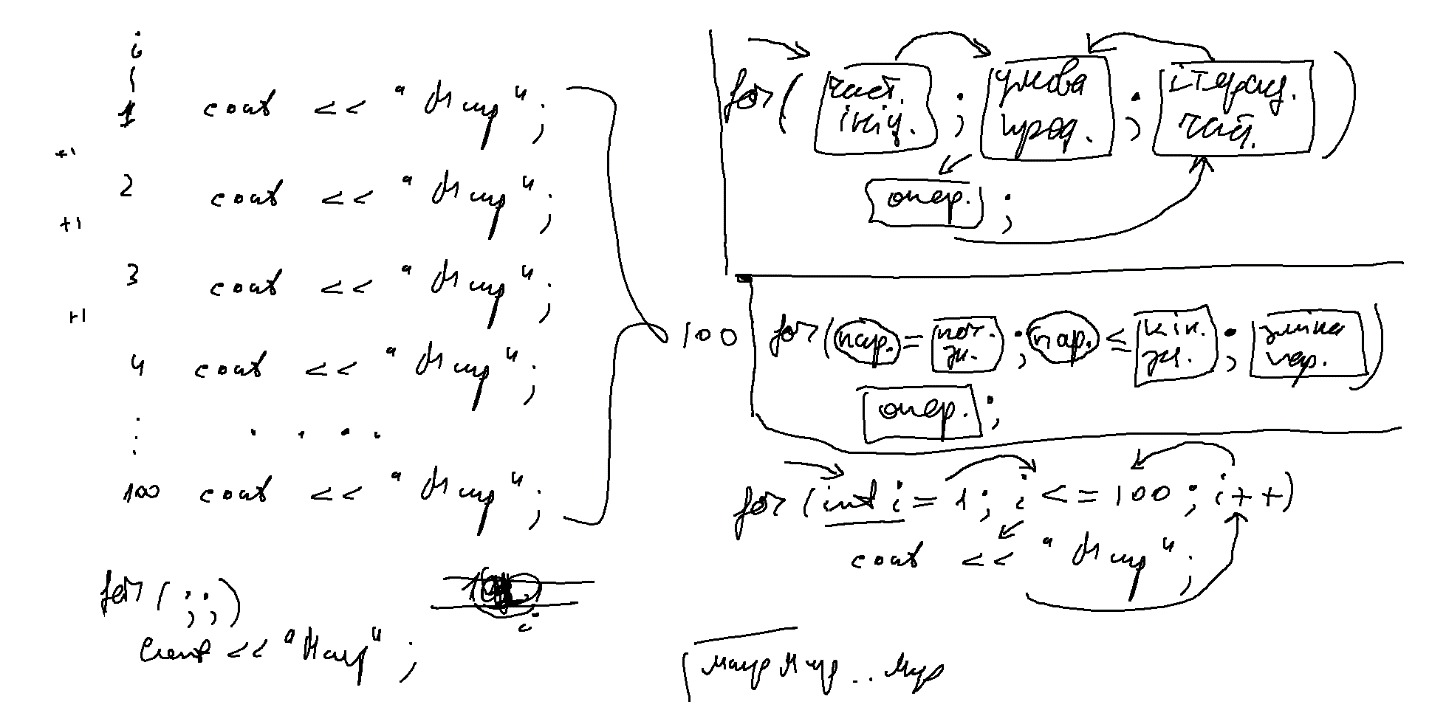 i
1 cout << "Мир";
+1
2 cout << "Мир";
+1
3 cout << "Мир";
+1
4 cout << "Мир";
⋮ . . . .
100 cout << "Мир";
100
for (;;)
cout << "Мир";
i
for ( част. ініц. ; умова прод. ; ітерац. част. )
опер. ;
for ( пар. = поч. зн. ; пар. ≤ кін. зн. ; зміна пар. )
опер. ;
for (int i = 1; i <= 100; i++)
cout << "Мир";
Мир Мир .. Мир